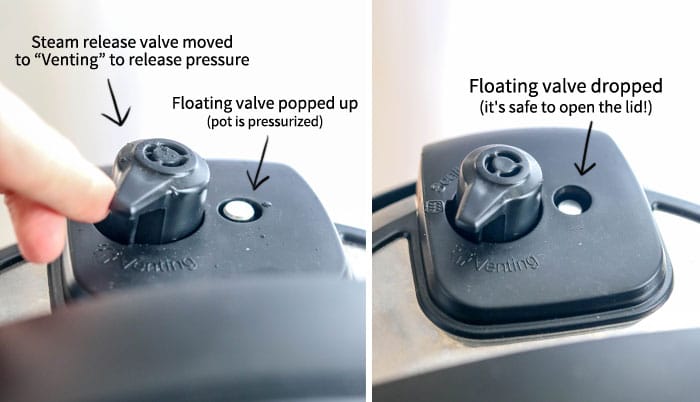 Steam release valve moved
to “Venting” to release pressure
Floating valve popped up
(pot is pressurized)
Venting
Floating valve dropped
(it's safe to open the lid!)
Venting